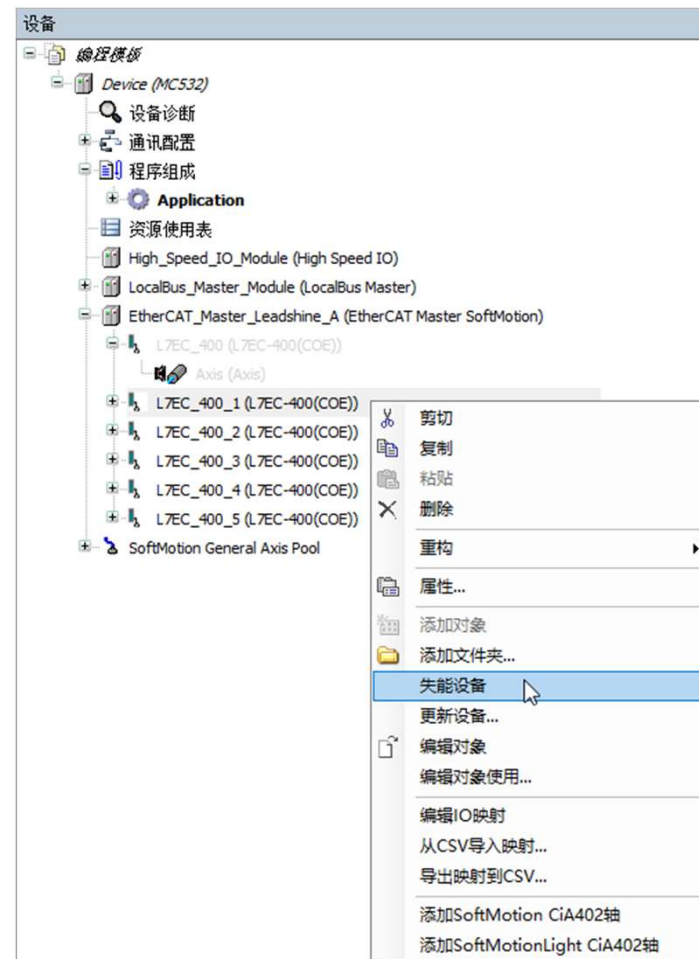 设备
编程模板
Device (MC532)
设备诊断
通讯配置
程序组成
Application
资源使用表
High_Speed_IO_Module (High Speed IO)
LocalBus_Master_Module (LocalBus Master)
EtherCAT_Master_Leadshine_A (EtherCAT Master SoftMotion)
L7EC_400 (L7EC-400(COE))
Axis (Axis)
L7EC_400_1 (L7EC-400(COE))
L7EC_400_2 (L7EC-400(COE))
L7EC_400_3 (L7EC-400(COE))
L7EC_400_4 (L7EC-400(COE))
L7EC_400_5 (L7EC-400(COE))
SoftMotion General Axis Pool
剪切
复制
粘贴
删除
重构
属性...
添加对象
添加文件夹...
失能设备
更新设备...
编辑对象
编辑对象使用...
编辑IO映射
从CSV导入映射...
导出映射到CSV...
添加SoftMotion CiA402轴
添加SoftMotionLight CiA402轴